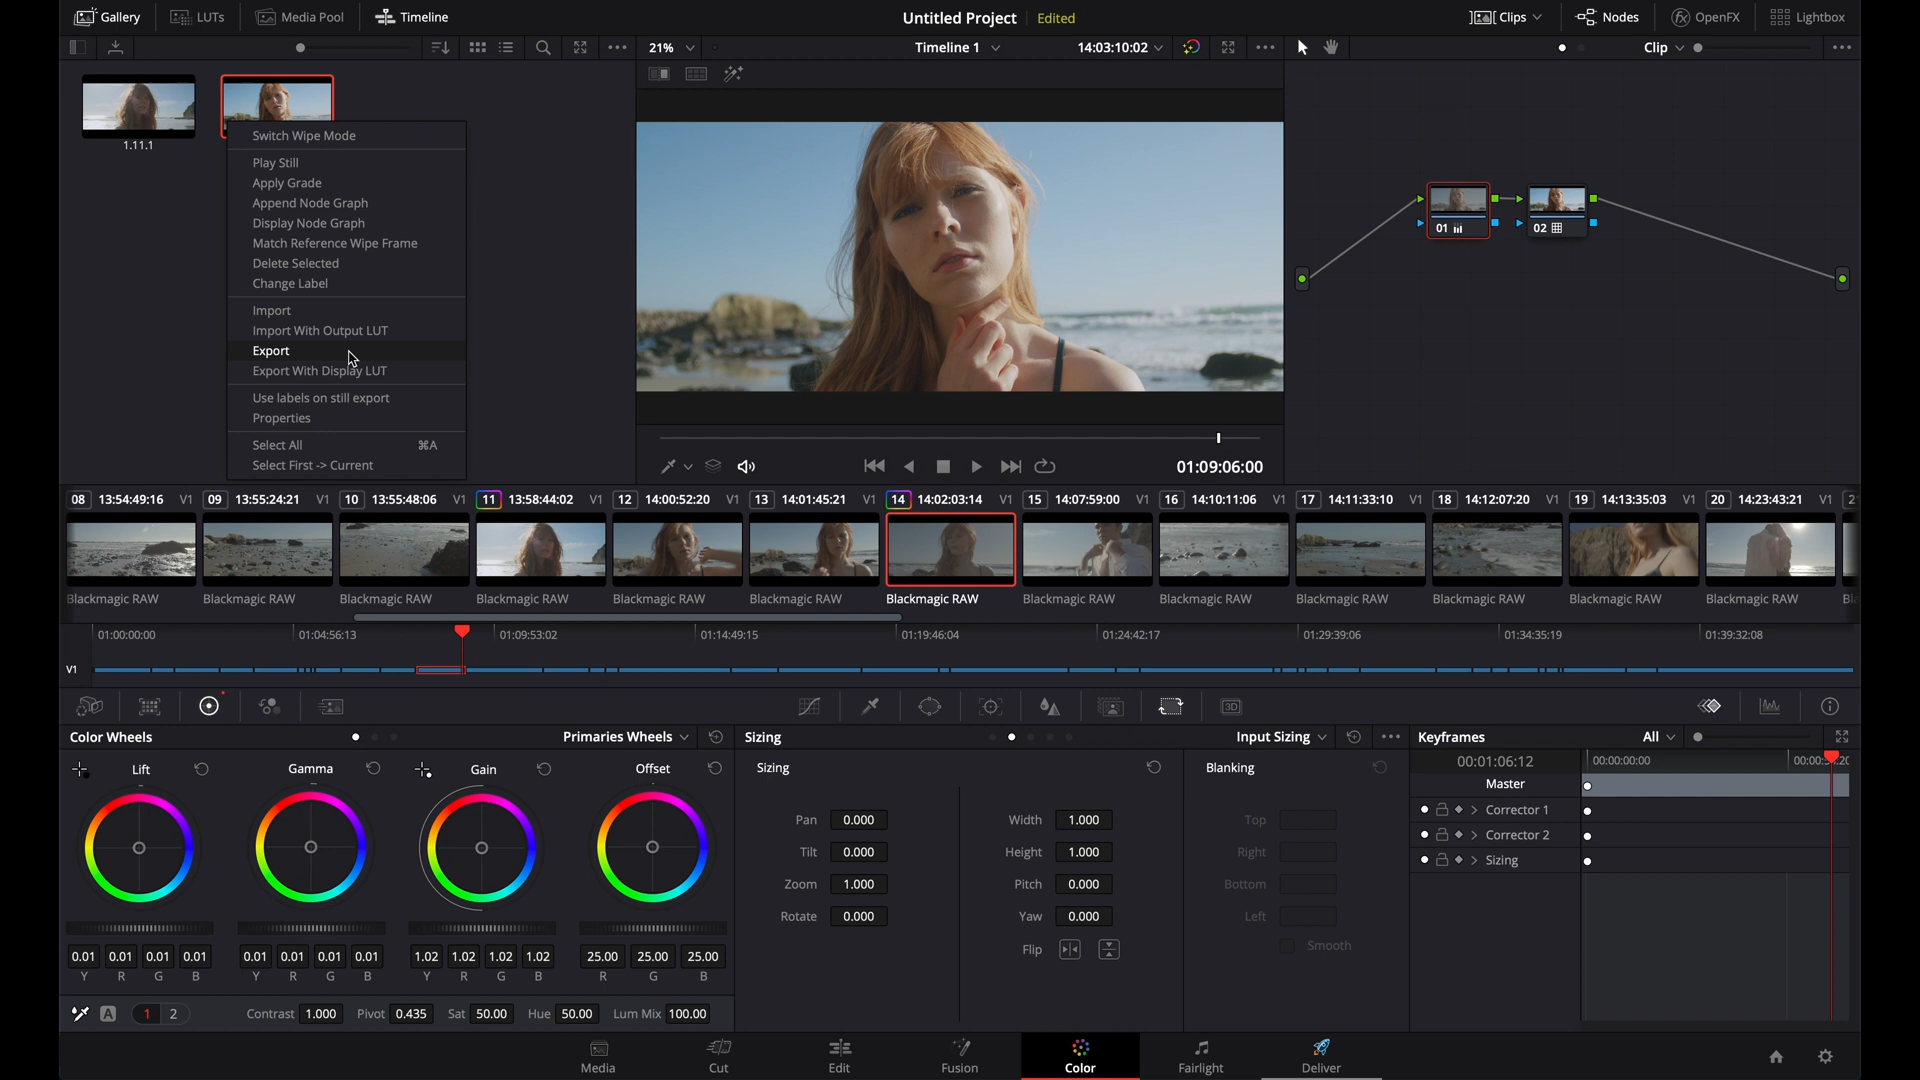 Gallery LUTs Media Pool Timeline Untitled Project Edited Clips Nodes OpenFX Lightbox
21% Timeline 1 14:03:10:02 Clip
1.11.1
Switch Wipe Mode
Play Still
Apply Grade
Append Node Graph
Display Node Graph
Match Reference Wipe Frame
Delete Selected
Change Label
Import
Import With Output LUT
Export
Export With Display LUT
Use labels on still export
Properties
Select All ⌘A
Select First -> Current
01 02
01:09:06:00
08 13:54:49:16 V1 09 13:55:24:21 V1 10 13:55:48:06 V1 11 13:58:44:02 V1 12 14:00:52:20 V1 13 14:01:45:21 V1 14 14:02:03:14 V1 15 14:07:59:00 V1 16 14:10:11:06 V1 17 14:11:33:10 V1 18 14:12:07:20 V1 19 14:13:35:03 V1 20 14:23:43:21 V1
Blackmagic RAW Blackmagic RAW Blackmagic RAW Blackmagic RAW Blackmagic RAW Blackmagic RAW Blackmagic RAW Blackmagic RAW Blackmagic RAW Blackmagic RAW Blackmagic RAW Blackmagic RAW Blackmagic RAW
01:00:00:00 01:04:56:13 01:09:53:02 01:14:49:15 01:19:46:04 01:24:42:17 01:29:39:06 01:34:35:19 01:39:32:08
V1
3D
Color Wheels Primaries Wheels Sizing Input Sizing Keyframes All
Lift Gamma Gain Offset Sizing Blanking 00:01:06:12 00:00:00:00
Master
Pan 0.000 Width 1.000 Top Corrector 1
Tilt 0.000 Height 1.000 Right Corrector 2
Zoom 1.000 Pitch 0.000 Bottom Sizing
Rotate 0.000 Yaw 0.000 Left
Flip Smooth
0.01 0.01 0.01 0.01 0.01 0.01 0.01 0.01 1.02 1.02 1.02 1.02 25.00 25.00 25.00
Y R G B Y R G B Y R G B R G B
A 1 2 Contrast 1.000 Pivot 0.435 Sat 50.00 Hue 50.00 Lum Mix 100.00
Media Cut Edit Fusion Color Fairlight Deliver